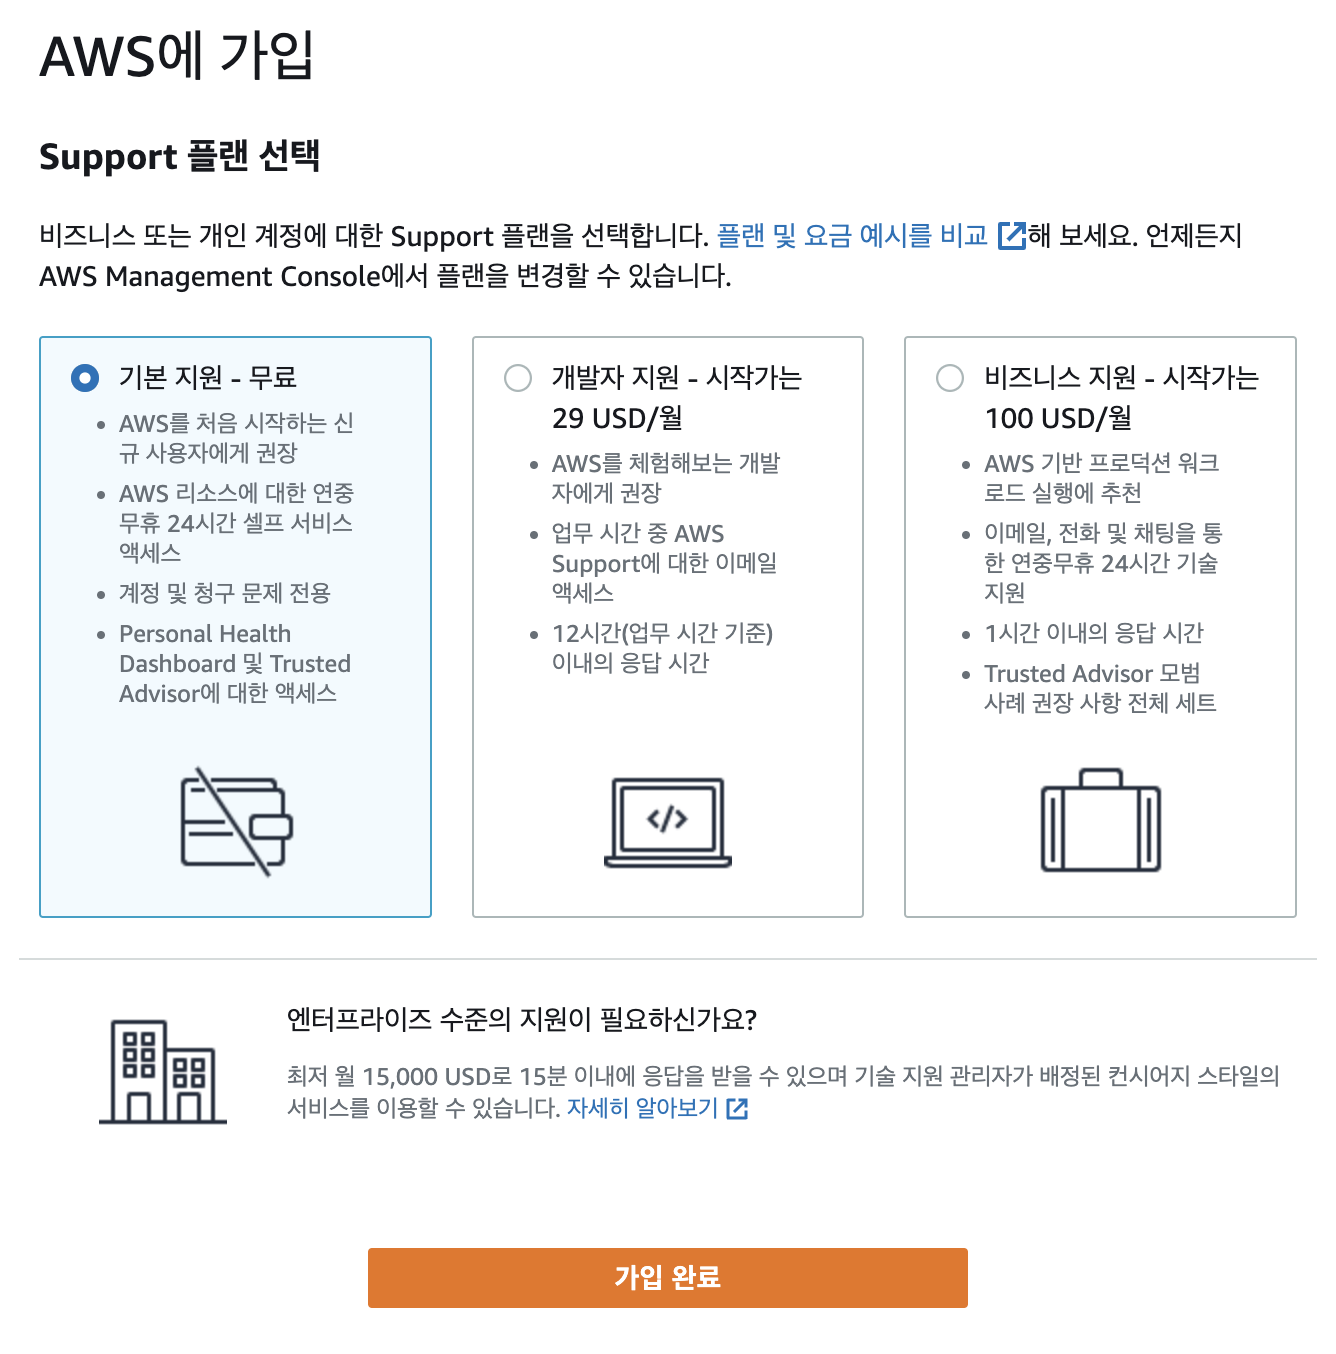 AWS에 가입
Support 플랜 선택
비즈니스 또는 개인 계정에 대한 Support 플랜을 선택합니다. 플랜 및 요금 예시를 비교 해 보세요. 언제든지
AWS Management Console에서 플랜을 변경할 수 있습니다.
기본 지원 - 무료
• AWS를 처음 시작하는 신
규 사용자에게 권장
• AWS 리소스에 대한 연중
무휴 24시간 셀프 서비스
액세스
• 계정 및 청구 문제 전용
• Personal Health
Dashboard 및 Trusted
Advisor에 대한 액세스
개발자 지원 - 시작가는
29 USD/월
• AWS를 체험해보는 개발
자에게 권장
• 업무 시간 중 AWS
Support에 대한 이메일
액세스
• 12시간(업무 시간 기준)
이내의 응답 시간
</>
비즈니스 지원 - 시작가는
100 USD/월
• AWS 기반 프로덕션 워크
로드 실행에 추천
• 이메일, 전화 및 채팅을 통
한 연중무휴 24시간 기술
지원
• 1시간 이내의 응답 시간
• Trusted Advisor 모범
사례 권장 사항 전체 세트
엔터프라이즈 수준의 지원이 필요하신가요?
최저 월 15,000 USD로 15분 이내에 응답을 받을 수 있으며 기술 지원 관리자가 배정된 컨시어지 스타일의
서비스를 이용할 수 있습니다. 자세히 알아보기
가입 완료